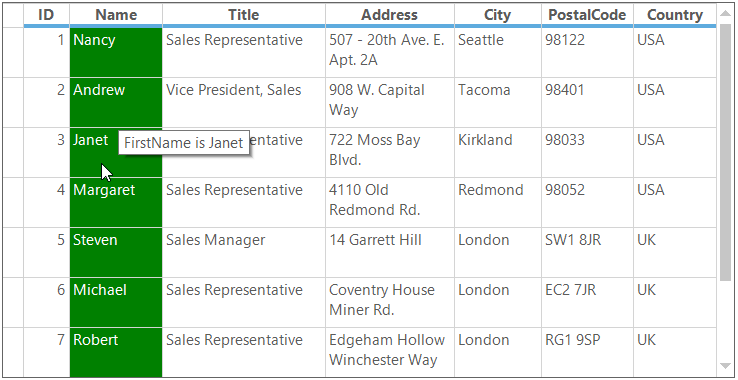 ID Name Title Address City PostalCode Country
1 Nancy Sales Representative 507 - 20th Ave. E. Seattle 98122 USA
Apt. 2A
2 Andrew Vice President, Sales 908 W. Capital Tacoma 98401 USA
Way
3 Janet FirstName is Janet ntative 722 Moss Bay Kirkland 98033 USA
Blvd.
4 Margaret Sales Representative 4110 Old Redmond 98052 USA
Redmond Rd.
5 Steven Sales Manager 14 Garrett Hill London SW1 8JR UK
6 Michael Sales Representative Coventry House London EC2 7JR UK
Miner Rd.
7 Robert Sales Representative Edgeham Hollow London RG1 9SP UK
Winchester Way